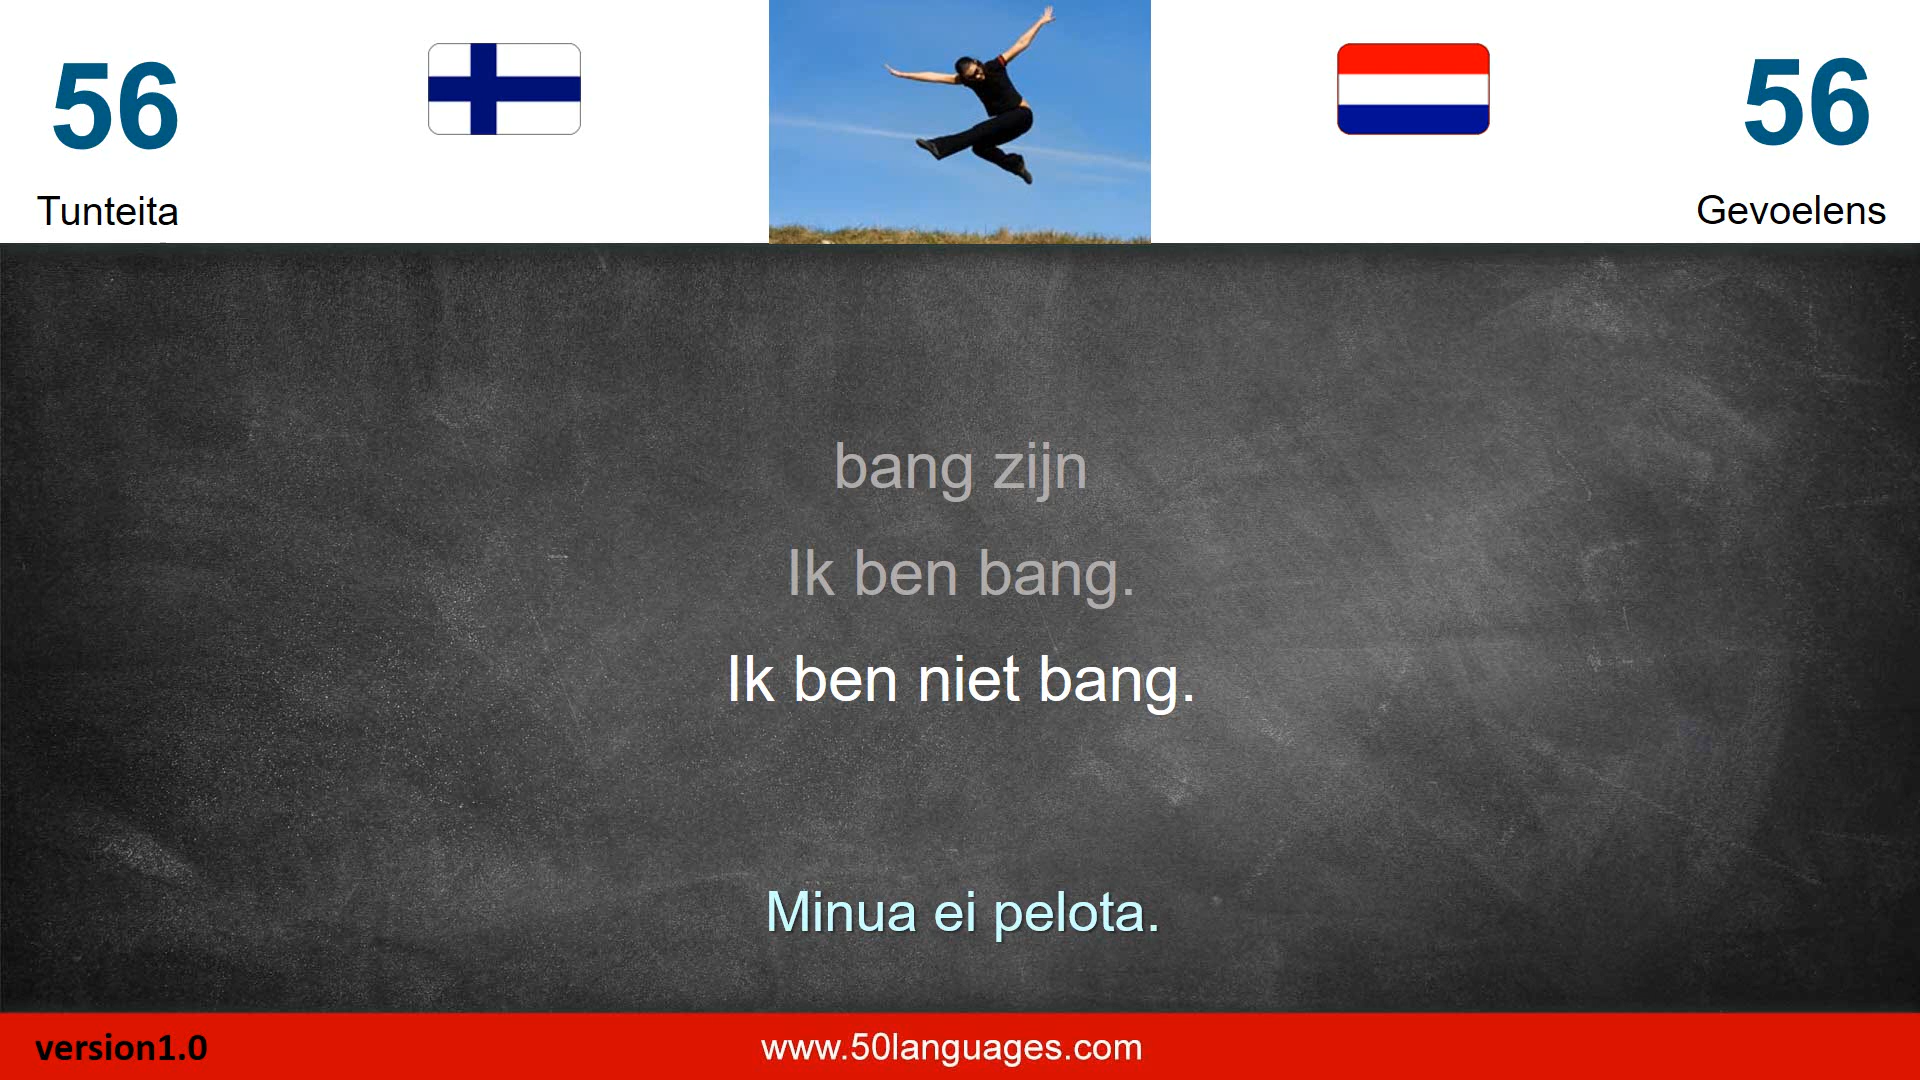 56
56
Tunteita
Gevoelens
bang zijn
Ik ben bang.
Ik ben niet bang.
Minua ei pelota.
version1.0
www.50languages.com